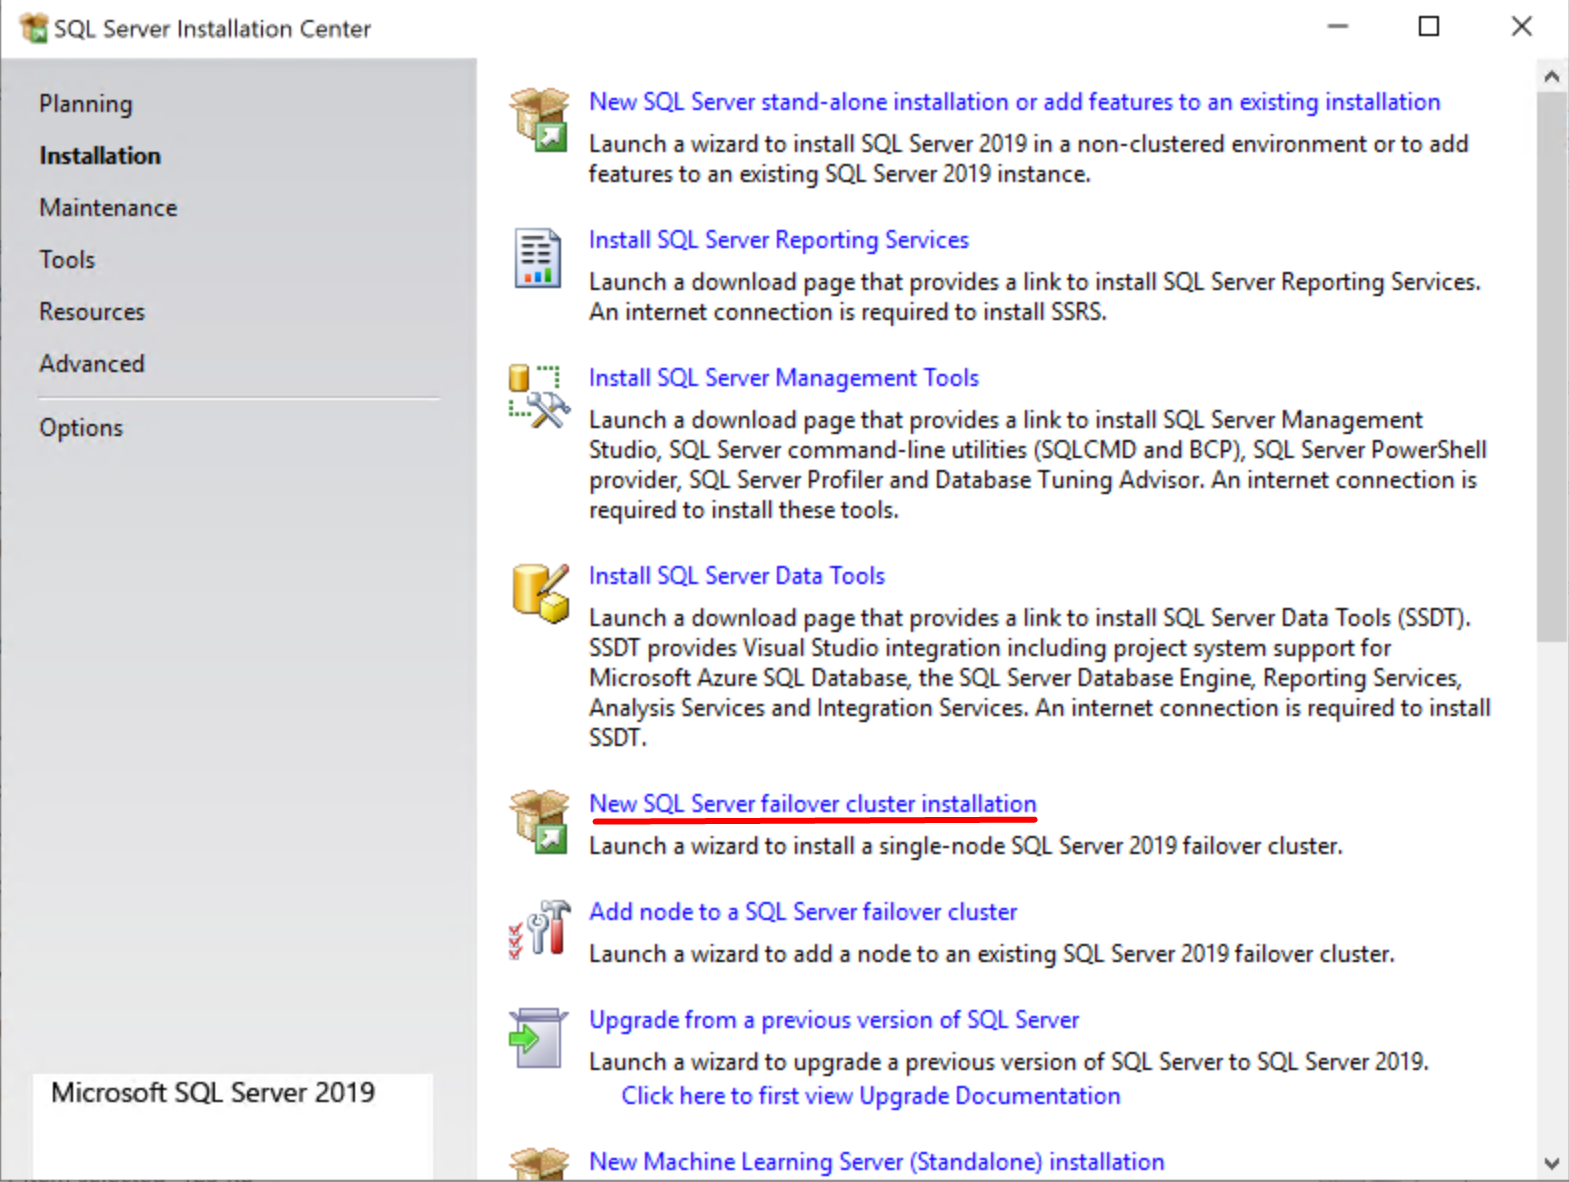 SQL Server Installation Center
Planning
Installation
Maintenance
Tools
Resources
Advanced
Options
Microsoft SQL Server 2019
New SQL Server stand-alone installation or add features to an existing installation
Launch a wizard to install SQL Server 2019 in a non-clustered environment or to add
features to an existing SQL Server 2019 instance.
Install SQL Server Reporting Services
Launch a download page that provides a link to install SQL Server Reporting Services.
An internet connection is required to install SSRS.
Install SQL Server Management Tools
Launch a download page that provides a link to install SQL Server Management
Studio, SQL Server command-line utilities (SQLCMD and BCP), SQL Server PowerShell
provider, SQL Server Profiler and Database Tuning Advisor. An internet connection is
required to install these tools.
Install SQL Server Data Tools
Launch a download page that provides a link to install SQL Server Data Tools (SSDT).
SSDT provides Visual Studio integration including project system support for
Microsoft Azure SQL Database, the SQL Server Database Engine, Reporting Services,
Analysis Services and Integration Services. An internet connection is required to install
SSDT.
New SQL Server failover cluster installation
Launch a wizard to install a single-node SQL Server 2019 failover cluster.
Add node to a SQL Server failover cluster
Launch a wizard to add a node to an existing SQL Server 2019 failover cluster.
Upgrade from a previous version of SQL Server
Launch a wizard to upgrade a previous version of SQL Server to SQL Server 2019.
Click here to first view Upgrade Documentation
New Machine Learning Server (Standalone) installation